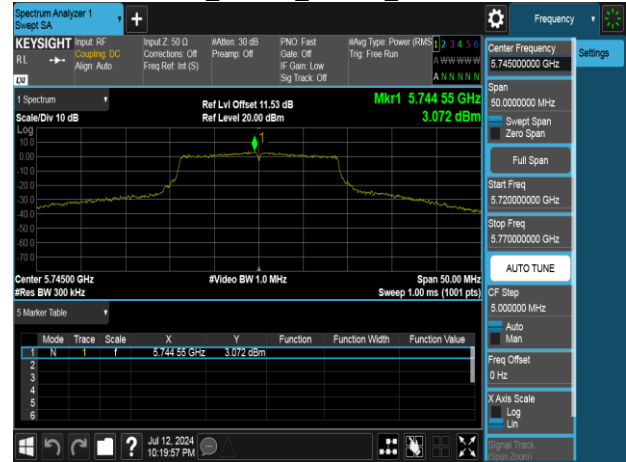 Spectrum Analyzer 1
Swept SA
+
Frequency
KEYSIGHT
RL
Input: RF
Coupling: DC
Align: Auto
Input Z: 50 Ω
Corrections: Off
Freq Ref: Int (S)
#Atten: 30 dB
Preamp: Off
PNO: Fast
Gate: Off
IF Gain: Low
Sig Track: Off
#Avg Type: Power (RMS
Trig: Free Run
1 2 3 4 5 6
A W W W W W
A N N N N N
LXI
1 Spectrum
Scale/Div 10 dB
Ref Lvl Offset 11.53 dB
Ref Level 20.00 dBm
Mkr1 5.744 55 GHz
3.072 dBm
Log
10.0
0.00
-10.0
-20.0
-30.0
-40.0
-50.0
-60.0
-70.0
1
Center 5.74500 GHz
#Res BW 300 kHz
#Video BW 1.0 MHz
Span 50.00 MHz
Sweep 1.00 ms (1001 pts)
5 Marker Table
Mode Trace Scale X Y Function Function Width Function Value
1 N 1 f 5.744 55 GHz 3.072 dBm
2
3
4
5
6
Center Frequency
5.745000000 GHz
Settings
Span
50.0000000 MHz
Swept Span
Zero Span
Full Span
Start Freq
5.720000000 GHz
Stop Freq
5.770000000 GHz
AUTO TUNE
CF Step
5.000000 MHz
Auto
Man
Freq Offset
0 Hz
X Axis Scale
Log
Lin
Signal Track
(Span Zoom)
?
Jul 12, 2024
10:19:57 PM